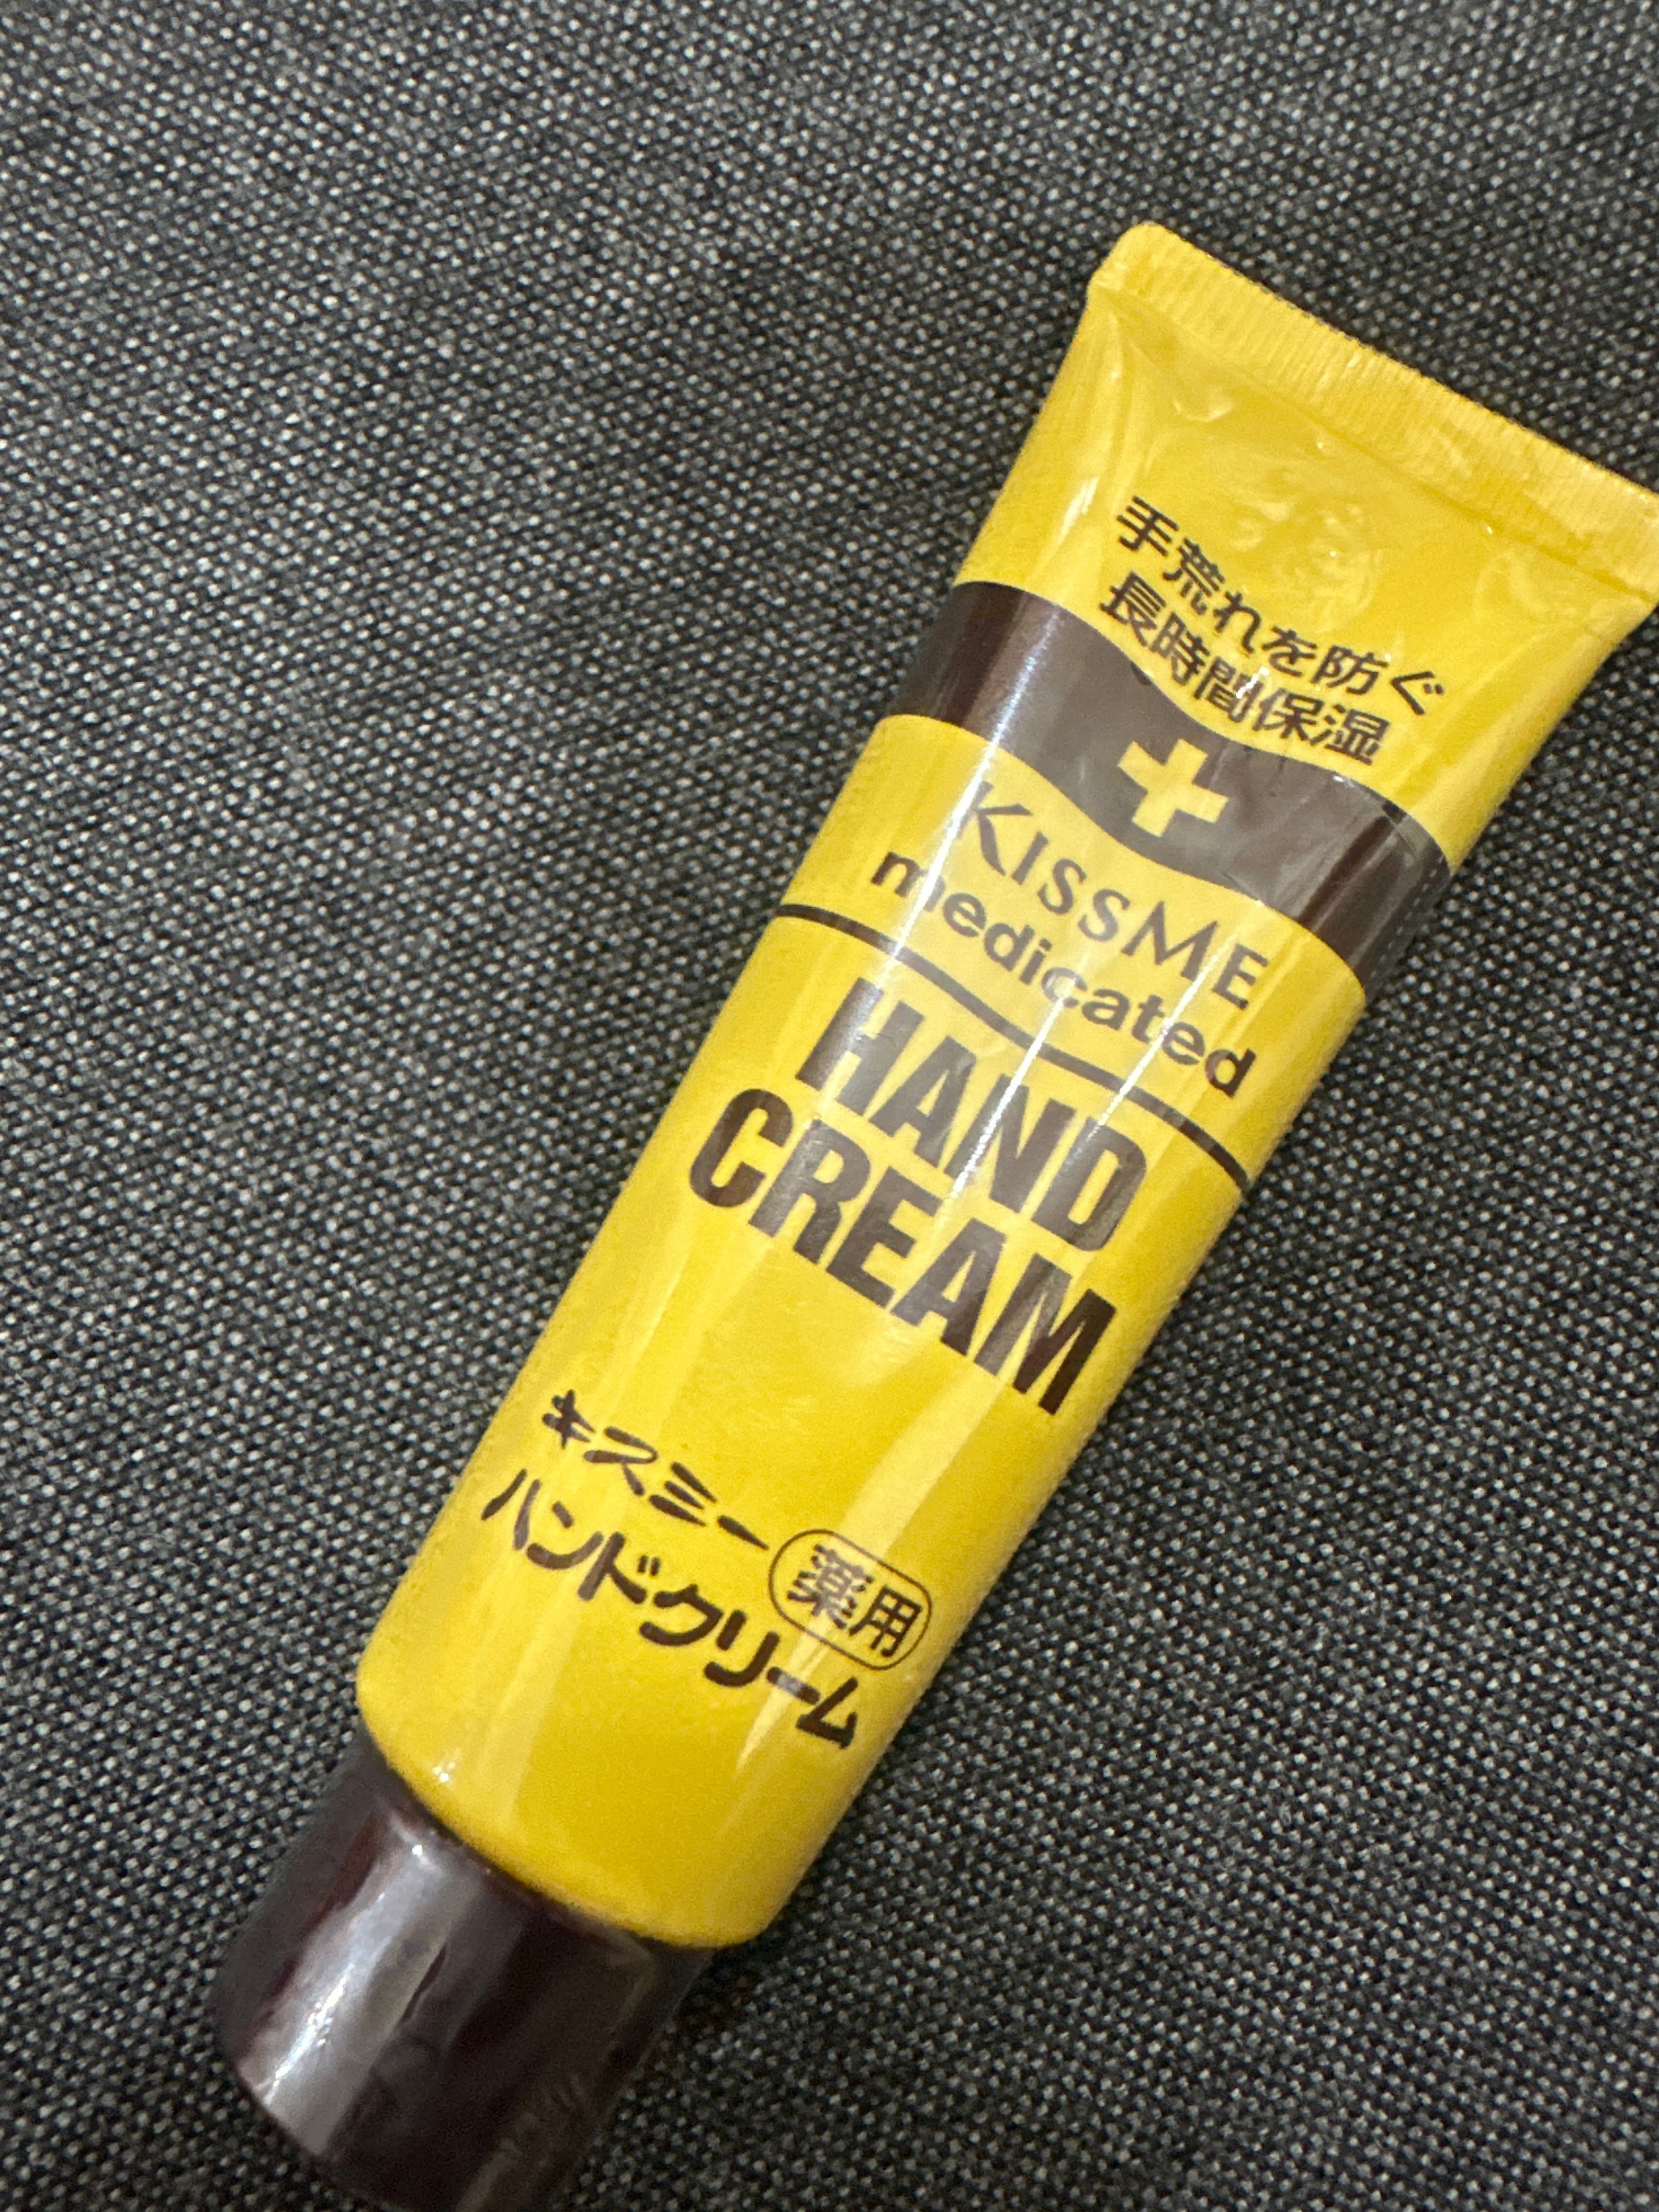 手荒れを防ぐ
長時間保湿
KISSME
medicated
HAND
CREAM
キスミー 薬用
ハンドクリーム